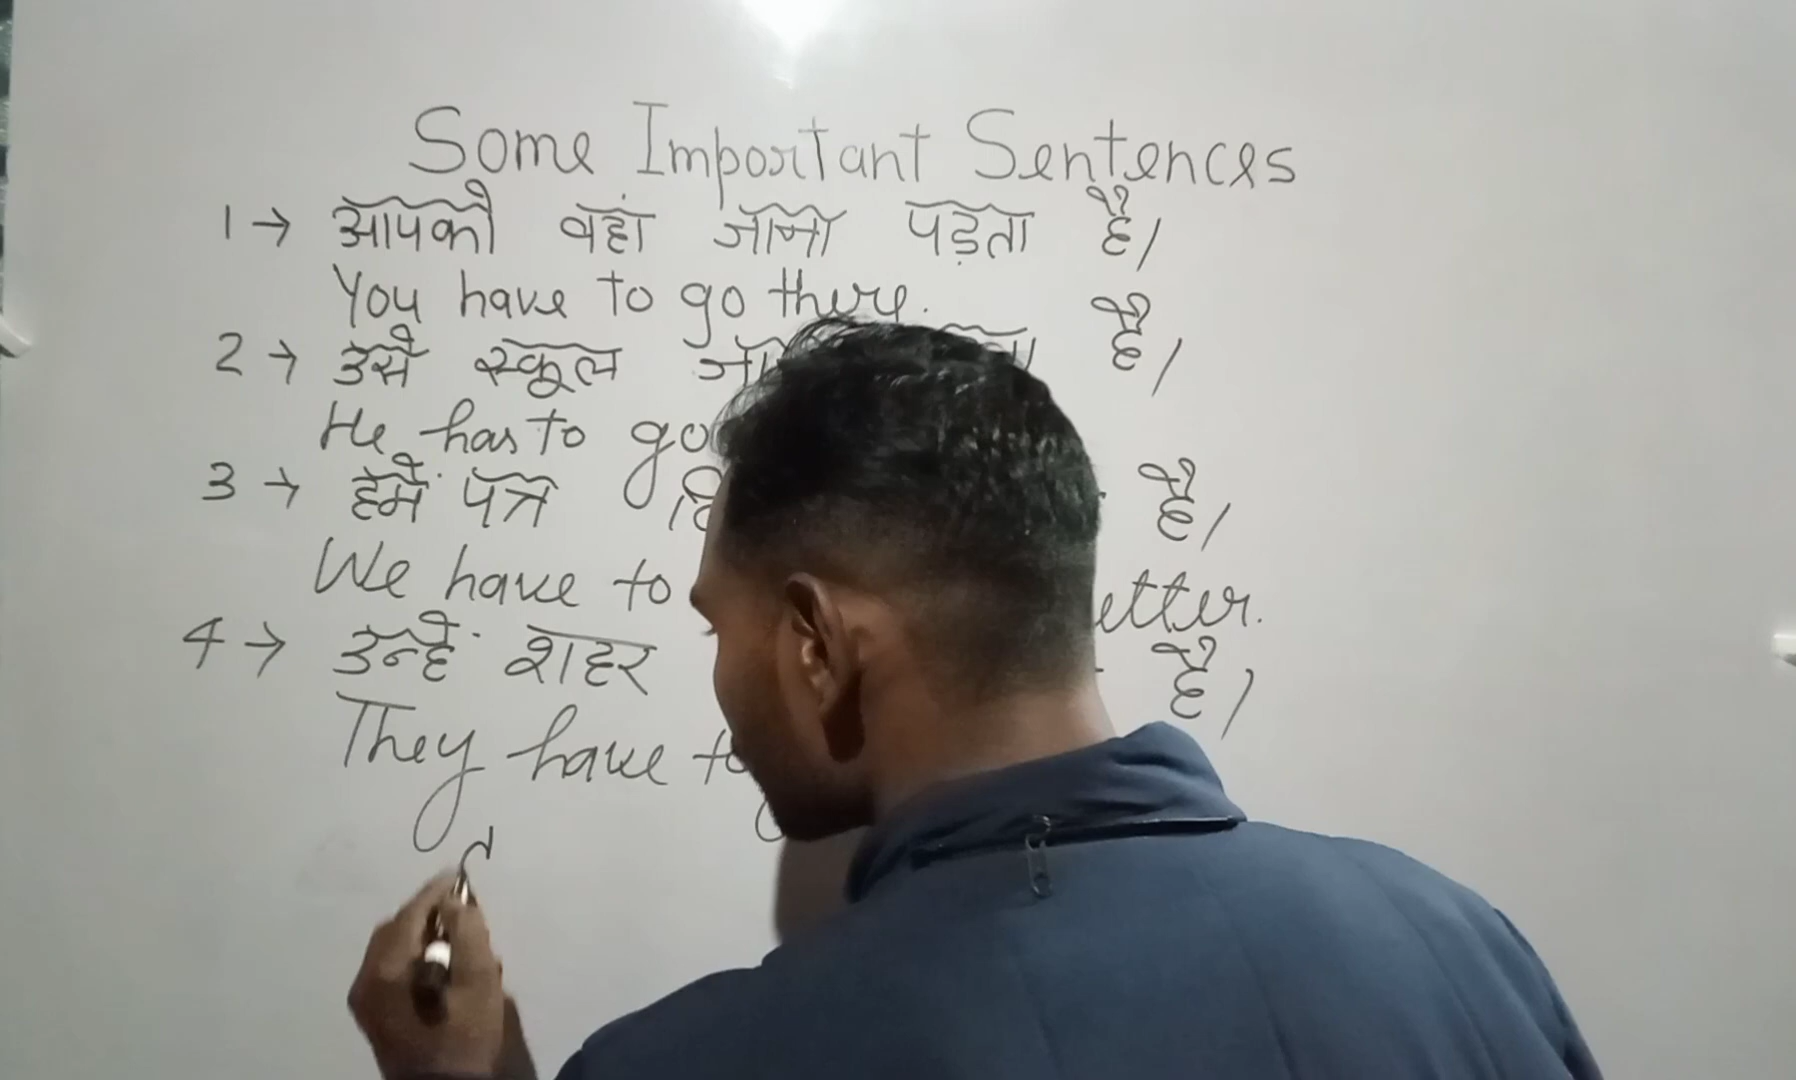 Some Important Sentences
1→ आपको वहां जाना पड़ता है।
You have to go there.
2→ उसे स्कूल है।
He has to go
3→ हमें पत्र है।
We have to
4→ उन्हें शहर है।
They have to